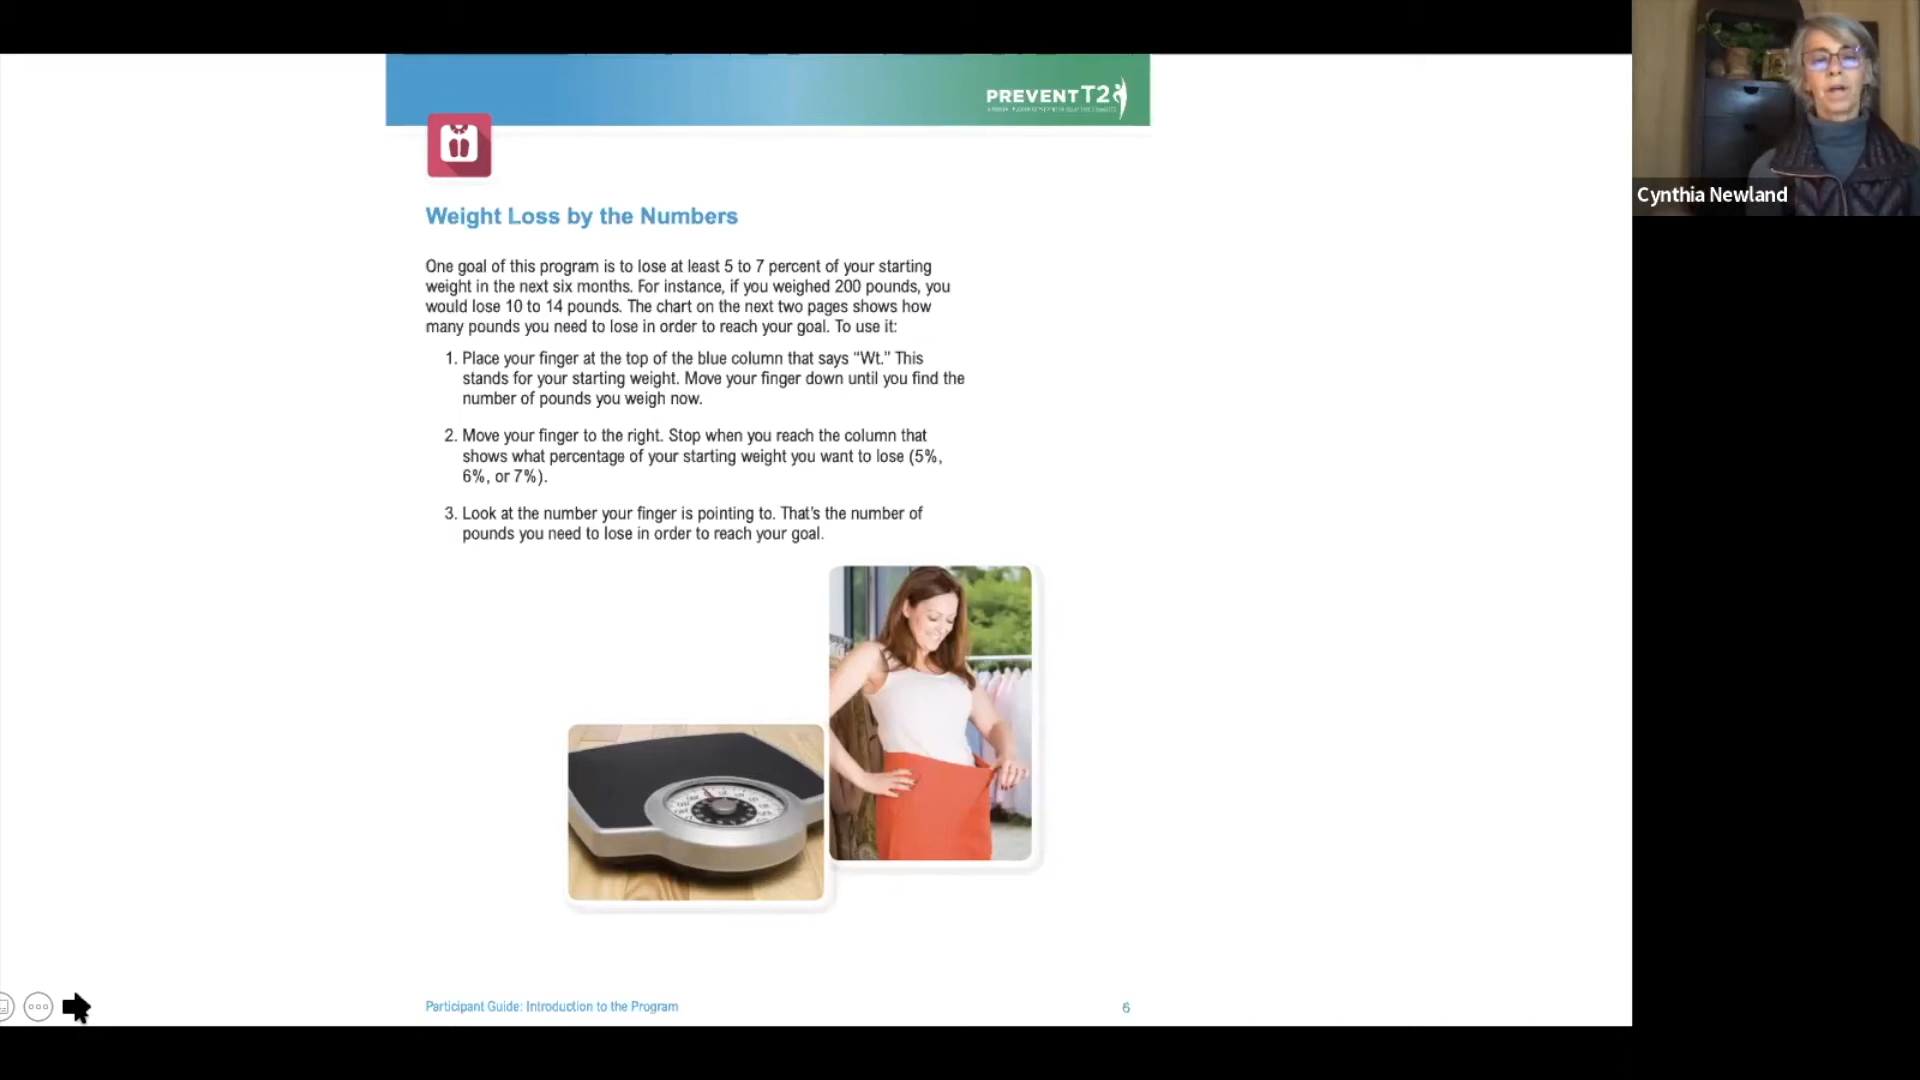 PREVENT T2
Cynthia Newland
Weight Loss by the Numbers
One goal of this program is to lose at least 5 to 7 percent of your starting
weight in the next six months. For instance, if you weighed 200 pounds, you
would lose 10 to 14 pounds. The chart on the next two pages shows how
many pounds you need to lose in order to reach your goal. To use it:
1. Place your finger at the top of the blue column that says “Wt.” This
stands for your starting weight. Move your finger down until you find the
number of pounds you weigh now.
2. Move your finger to the right. Stop when you reach the column that
shows what percentage of your starting weight you want to lose (5%,
6%, or 7%).
3. Look at the number your finger is pointing to. That’s the number of
pounds you need to lose in order to reach your goal.
Participant Guide: Introduction to the Program
6